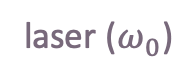 laser (ω₀)